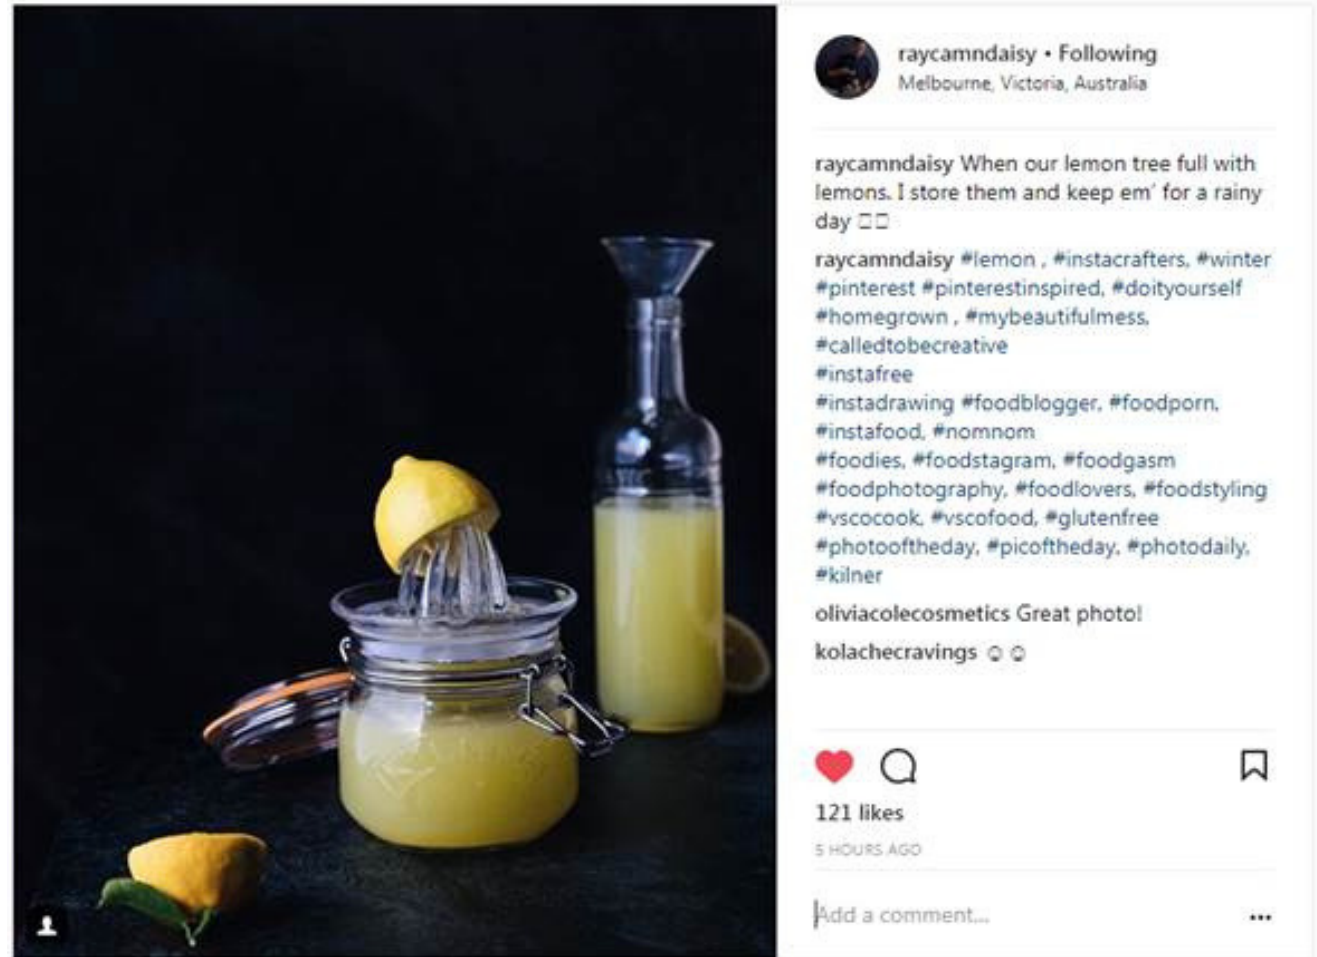 raycamndaisy • Following
Melbourne, Victoria, Australia
raycamndaisy When our lemon tree full with
lemons. I store them and keep em' for a rainy
day
raycamndaisy #lemon , #instacrafters, #winter
#pinterest #pinterestinspired, #doityourself
#homegrown , #mybeautifulmess,
#calledtobecreative
#instafree
#instadrawing #foodblogger, #foodporn,
#instafood, #nomnom
#foodies, #foodstagram, #foodgasm
#foodphotography, #foodlovers, #foodstyling
#vscocook, #vscofood, #glutenfree
#photooftheday, #picoftheday, #photodaily,
#kilner
oliviacolecosmetics Great photo!
kolachecravings ☺☺
121 likes
5 HOURS AGO
Add a comment...